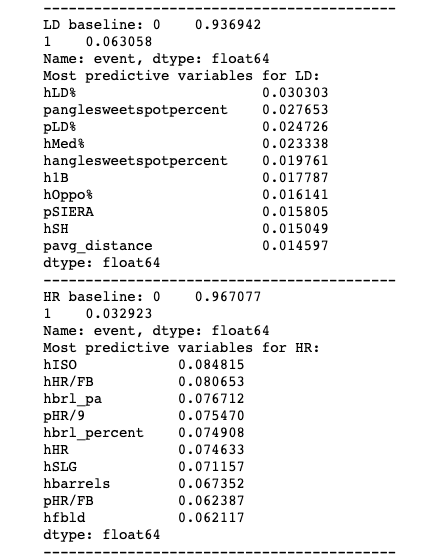 ----------------------------------------
LD baseline: 0    0.936942
1    0.063058
Name: event, dtype: float64
Most predictive variables for LD:
hLD%                     0.030303
panglesweetspotpercent   0.027653
pLD%                     0.024726
hMed%                    0.023338
hanglesweetspotpercent   0.019761
h1B                      0.017787
hOppo%                   0.016141
pSIERA                   0.015805
hSH                      0.015049
pavg_distance            0.014597
dtype: float64
----------------------------------------
HR baseline: 0    0.967077
1    0.032923
Name: event, dtype: float64
Most predictive variables for HR:
hISO            0.084815
hHR/FB          0.080653
hbrl_pa         0.076712
pHR/9           0.075470
hbrl_percent    0.074908
hHR             0.074633
hSLG            0.071157
hbarrels        0.067352
pHR/FB          0.062387
hfbld           0.062117
dtype: float64
----------------------------------------